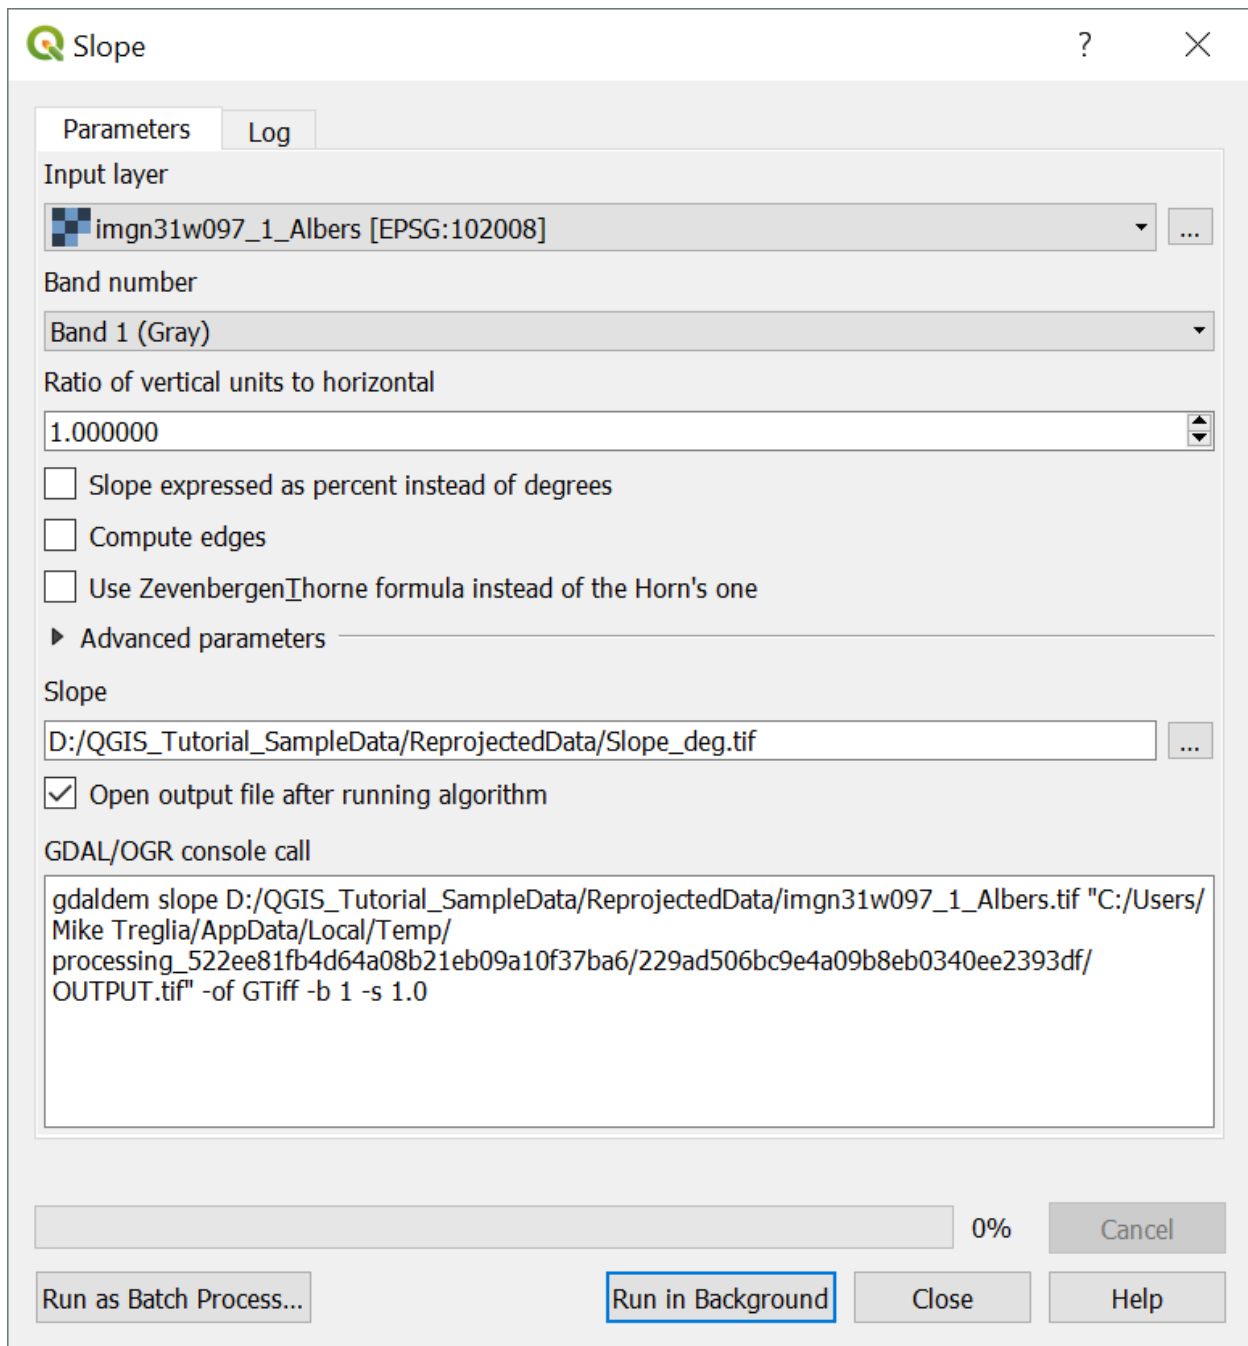 Slope
?
Parameters
Log
Input layer
imgn31w097_1_Albers [EPSG:102008]
...
Band number
Band 1 (Gray)
Ratio of vertical units to horizontal
1.000000
Slope expressed as percent instead of degrees
Compute edges
Use ZevenbergenThorne formula instead of the Horn's one
Advanced parameters
Slope
D:/QGIS_Tutorial_SampleData/ReprojectedData/Slope_deg.tif
...
Open output file after running algorithm
GDAL/OGR console call
gdaldem slope D:/QGIS_Tutorial_SampleData/ReprojectedData/imgn31w097_1_Albers.tif "C:/Users/
Mike Treglia/AppData/Local/Temp/
processing_522ee81fb4d64a08b21eb09a10f37ba6/229ad506bc9e4a09b8eb0340ee2393df/
OUTPUT.tif" -of GTiff -b 1 -s 1.0
0%
Cancel
Run as Batch Process...
Run in Background
Close
Help